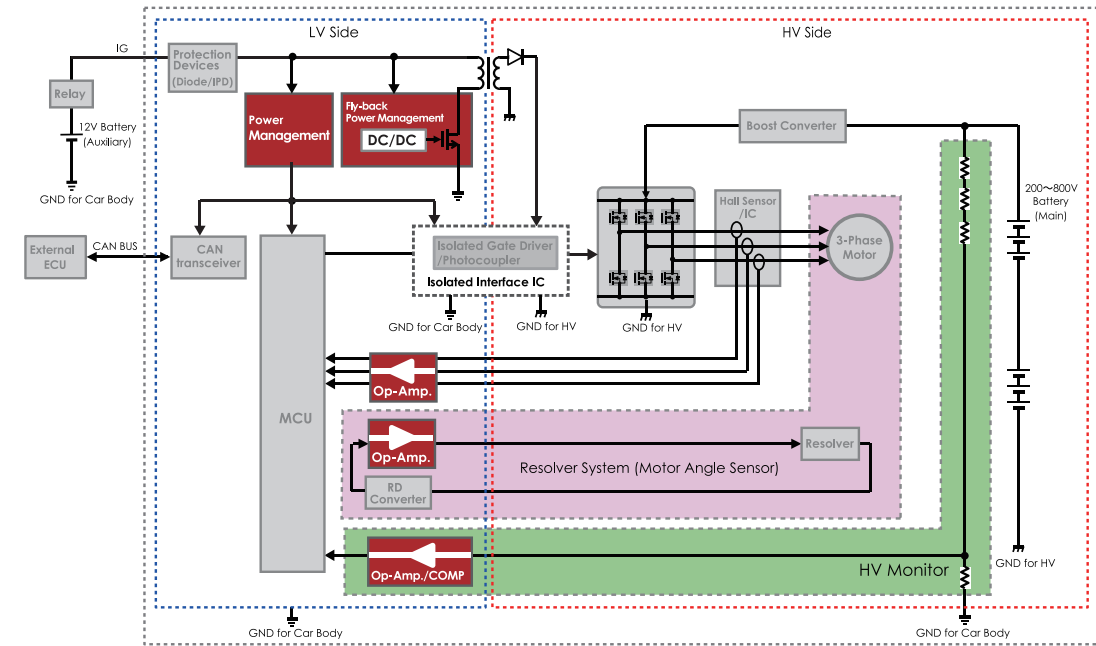 LV Side
HV Side
IG
Protection
Devices
(Diode/IPD)
Relay
12V Battery
(Auxiliary)
GND for Car Body
Power
Management
Fly-back
Power Management
DC/DC
Boost Converter
200～800V
Battery
(Main)
Hall Sensor
/IC
3-Phase
Motor
External
ECU
CAN BUS
CAN
transceiver
Isolated Gate Driver
/Photocoupler
Isolated Interface IC
GND for Car Body
GND for HV
GND for HV
MCU
Op-Amp.
Op-Amp.
Resolver
Resolver System (Motor Angle Sensor)
RD
Converter
Op-Amp./COMP
HV Monitor
GND for HV
GND for Car Body
GND for Car Body